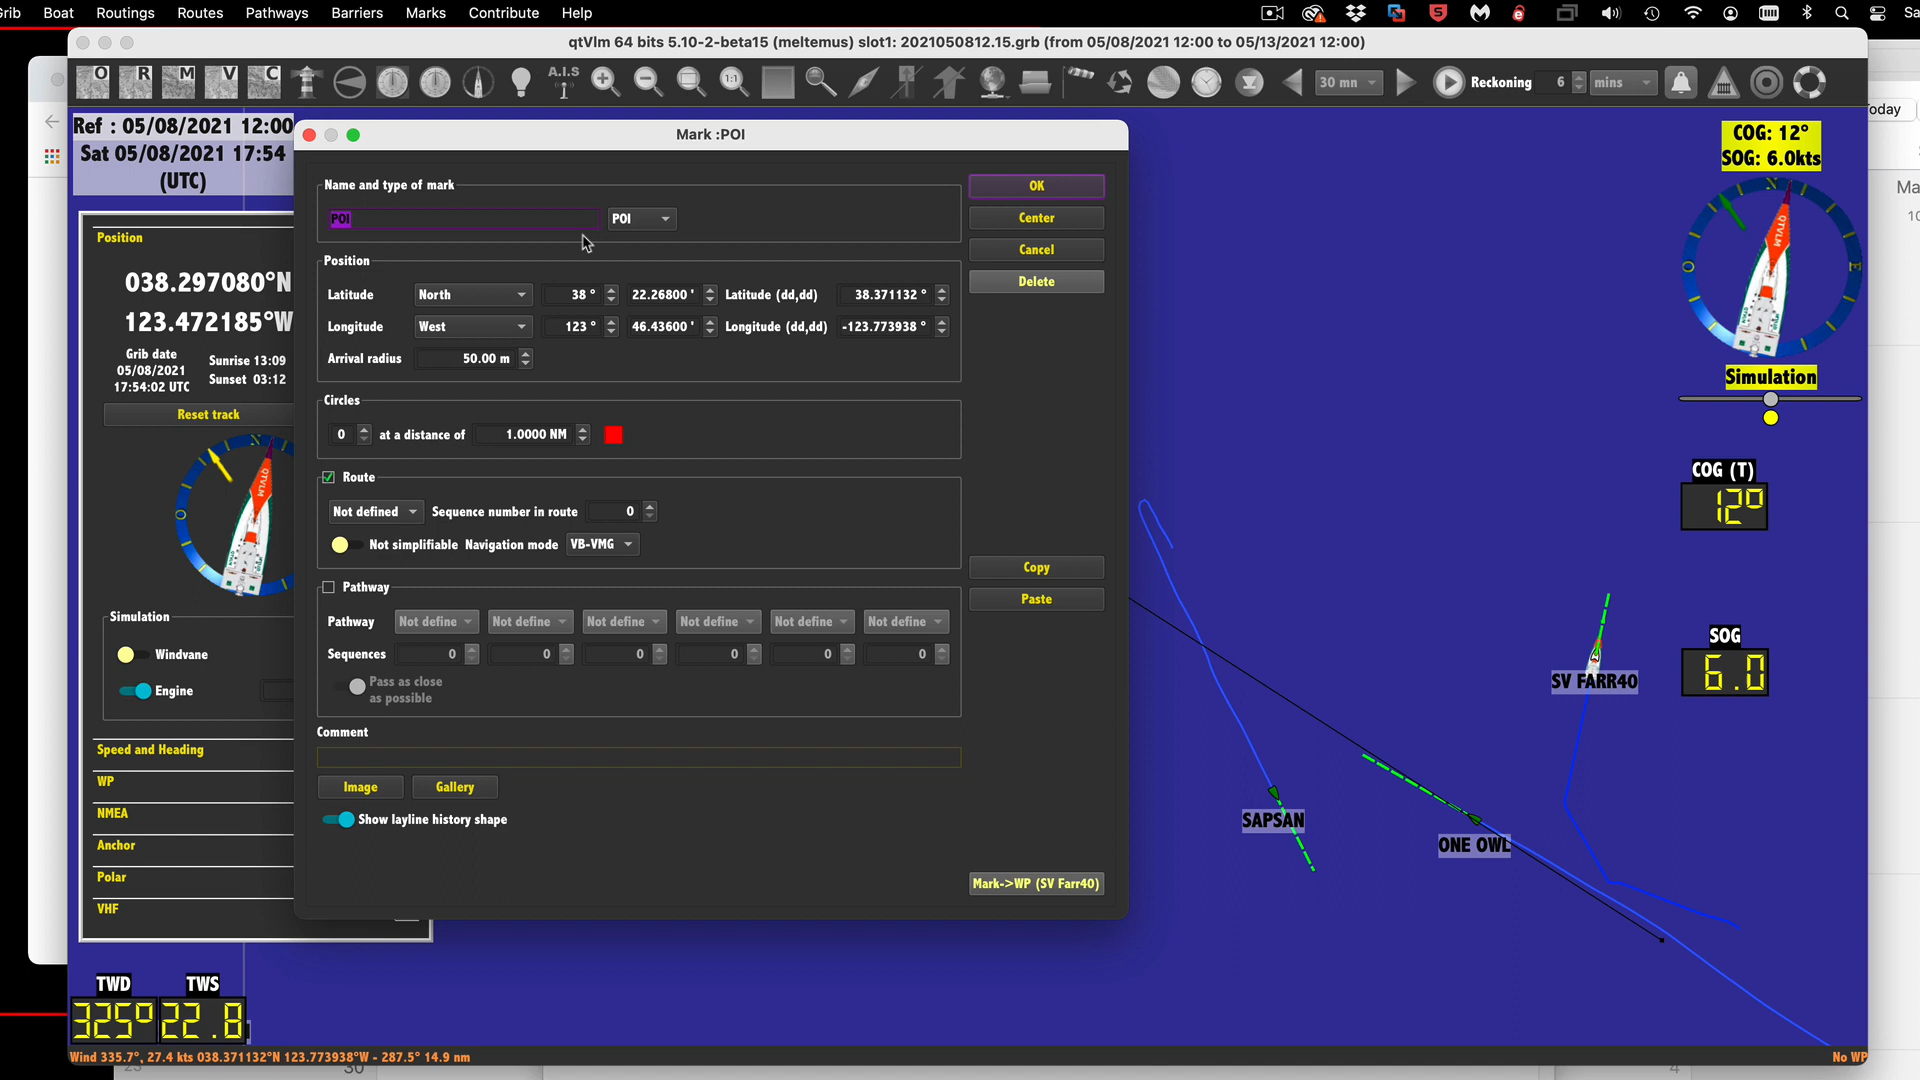 Grib Boat Routings Routes Pathways Barriers Marks Contribute Help
qtVlm 64 bits 5.10-2-beta15 (meltemus) slot1: 2021050812.15.grb (from 05/08/2021 12:00 to 05/13/2021 12:00)
O R M V C A.I.S 1:1 30 mn Reckoning 6 mins
Today
Ref : 05/08/2021 12:00
Sat 05/08/2021 17:54
(UTC)
Mark :POI
COG: 12°
SOG: 6.0kts
Name and type of mark
POI POI
OK
Center
Cancel
Delete
Position
038.297080°N
123.472185°W
Grib date
05/08/2021
17:54:02 UTC
Sunrise 13:09
Sunset 03:12
Reset track
Position
Latitude North 38 ° 22.26800 ' Latitude (dd,dd) 38.371132 °
Longitude West 123 ° 46.43600 ' Longitude (dd,dd) -123.773938 °
Arrival radius 50.00 m
Circles
0 at a distance of 1.0000 NM
Route
Not defined Sequence number in route 0
Not simplifiable Navigation mode VB-VMG
Pathway
Pathway Not define Not define Not define Not define Not define Not define
Sequences 0 0 0 0 0 0
Pass as close
as possible
Comment
Image Gallery
Show layline history shape
Copy
Paste
Mark->WP (SV Farr40)
Simulation
Windvane
Engine
Speed and Heading
WP
NMEA
Anchor
Polar
VHF
QTVLM
QTVLM
E
Simulation
COG (T)
12°
SOG
6.0
SV FARR40
SAPSAN
ONE OWL
TWD TWS
325° 22.8
Wind 335.7°, 27.4 kts 038.371132°N 123.773938°W - 287.5° 14.9 nm
No WP
30
4